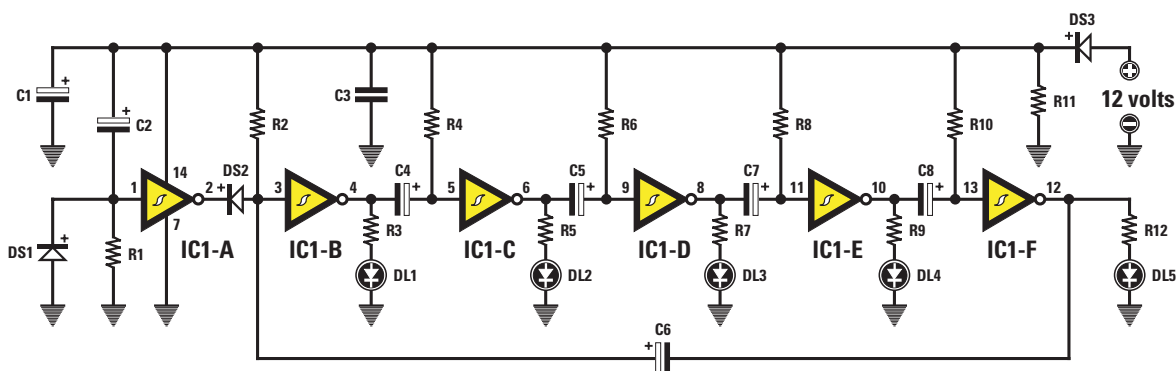 DS3
+
C1
+
C2
+
R2
C3
R4
R6
R8
R10
R11
12 volts
14
DS2
+
C4
+
C5
+
C7
+
C8
+
1
2
3
4
5
6
9
8
11
10
13
12
7
DS1
+
R1
IC1-A
IC1-B
R3
IC1-C
R5
IC1-D
R7
IC1-E
R9
IC1-F
R12
DL1
DL2
DL3
DL4
DL5
C6
+